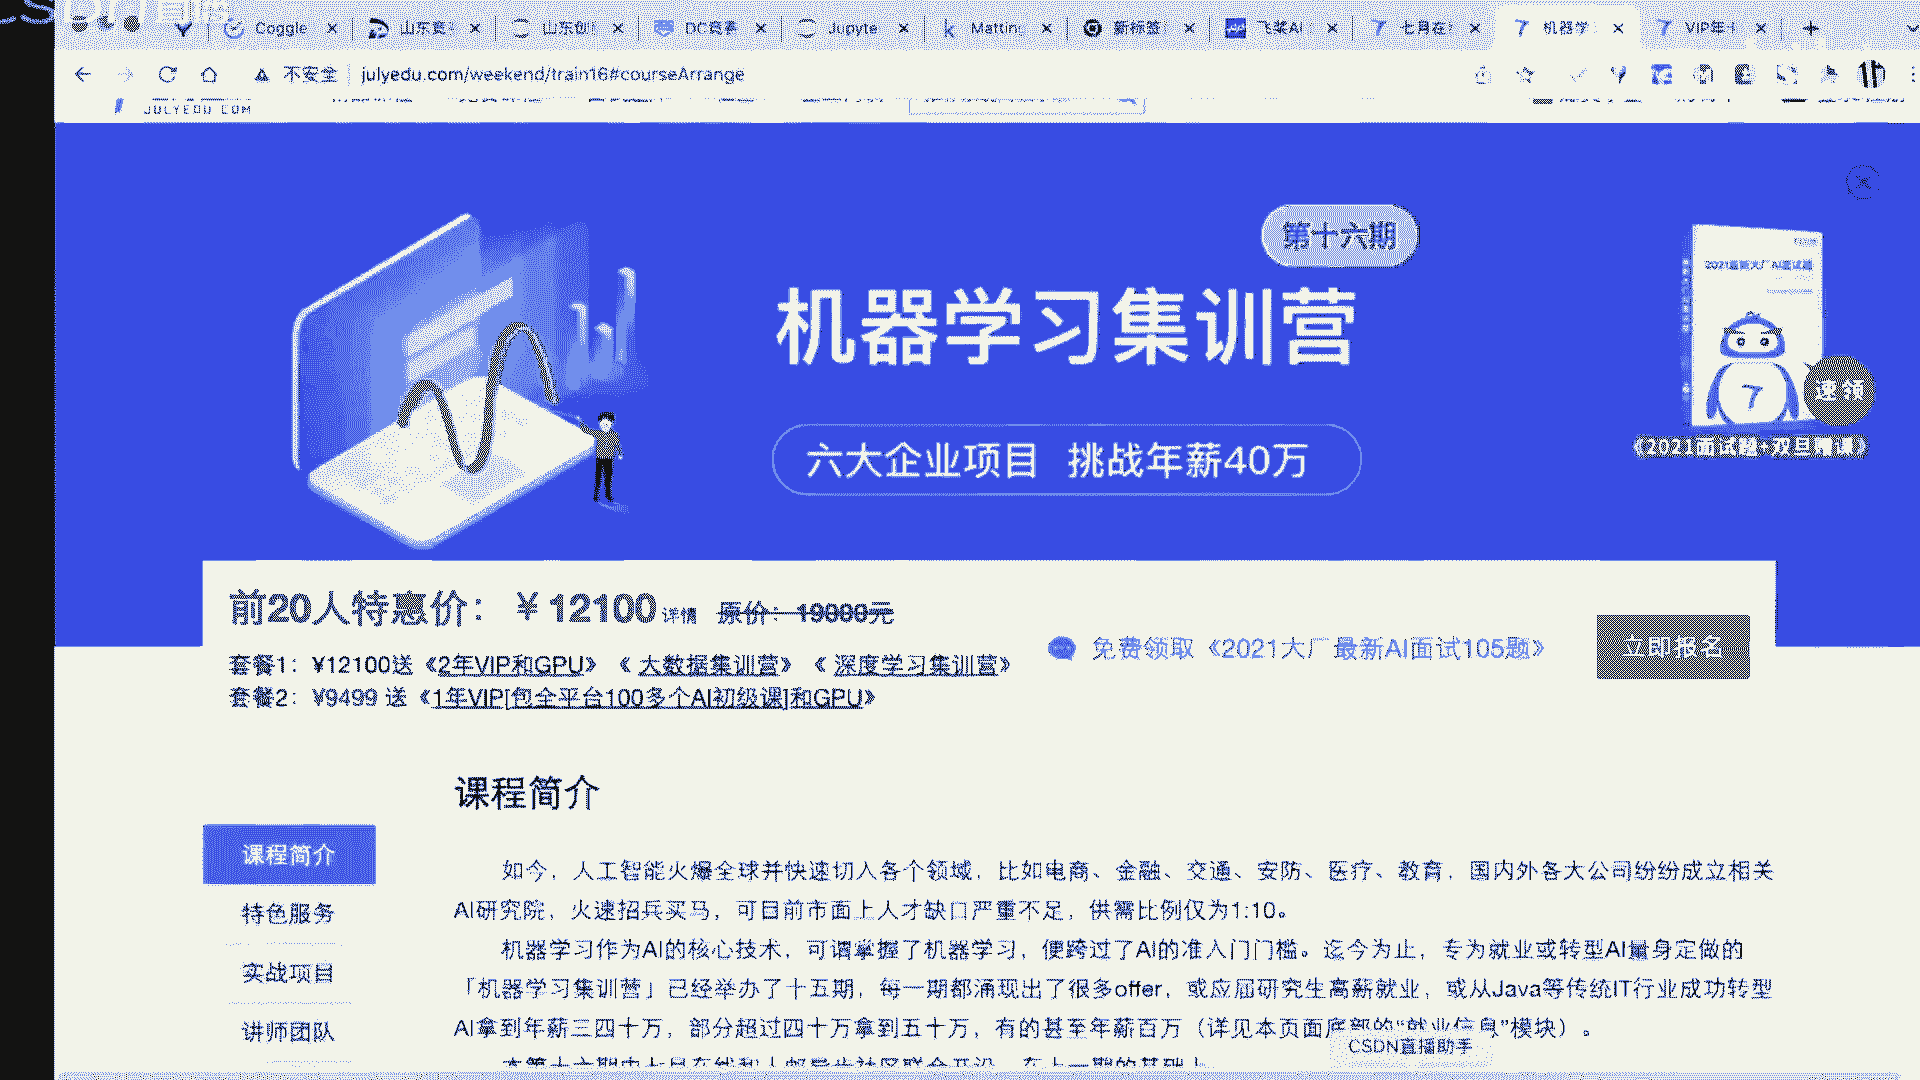 Coggle
山东创
DC竞赛
Jupyte
Matting
新标签
飞桨AI
七月在
机器学
VIP年
不安全
julyedu.com/weekend/train16#courseArrange
JULYEDU.COM
第十六期
机器学习集训营
六大企业项目 挑战年薪40万
2021最新大厂AI面试题
速领
《2021面试题+双旦赠课》
前20人特惠价：￥12100 详情 原价：19000元
套餐1：¥12100送《2年VIP和GPU》《 大数据集训营》《 深度学习集训营》
套餐2：¥9499 送《1年VIP[包全平台100多个AI初级课]和GPU》
免费领取《2021大厂最新AI面试105题》
立即报名
课程简介
课程简介
特色服务
实战项目
讲师团队
如今，人工智能火爆全球并快速切入各个领域，比如电商、金融、交通、安防、医疗、教育，国内外各大公司纷纷成立相关
AI研究院，火速招兵买马，可目前市面上人才缺口严重不足，供需比例仅为1:10。
机器学习作为AI的核心技术，可谓掌握了机器学习，便跨过了AI的准入门门槛。迄今为止，专为就业或转型AI量身定做的
「机器学习集训营」已经举办了十五期，每一期都涌现出了很多offer，或应届研究生高薪就业，或从Java等传统IT行业成功转型
AI拿到年薪三四十万，部分超过四十万拿到五十万，有的甚至年薪百万（详见本页面底部的“就业信息”模块）。
CSDN直播助手